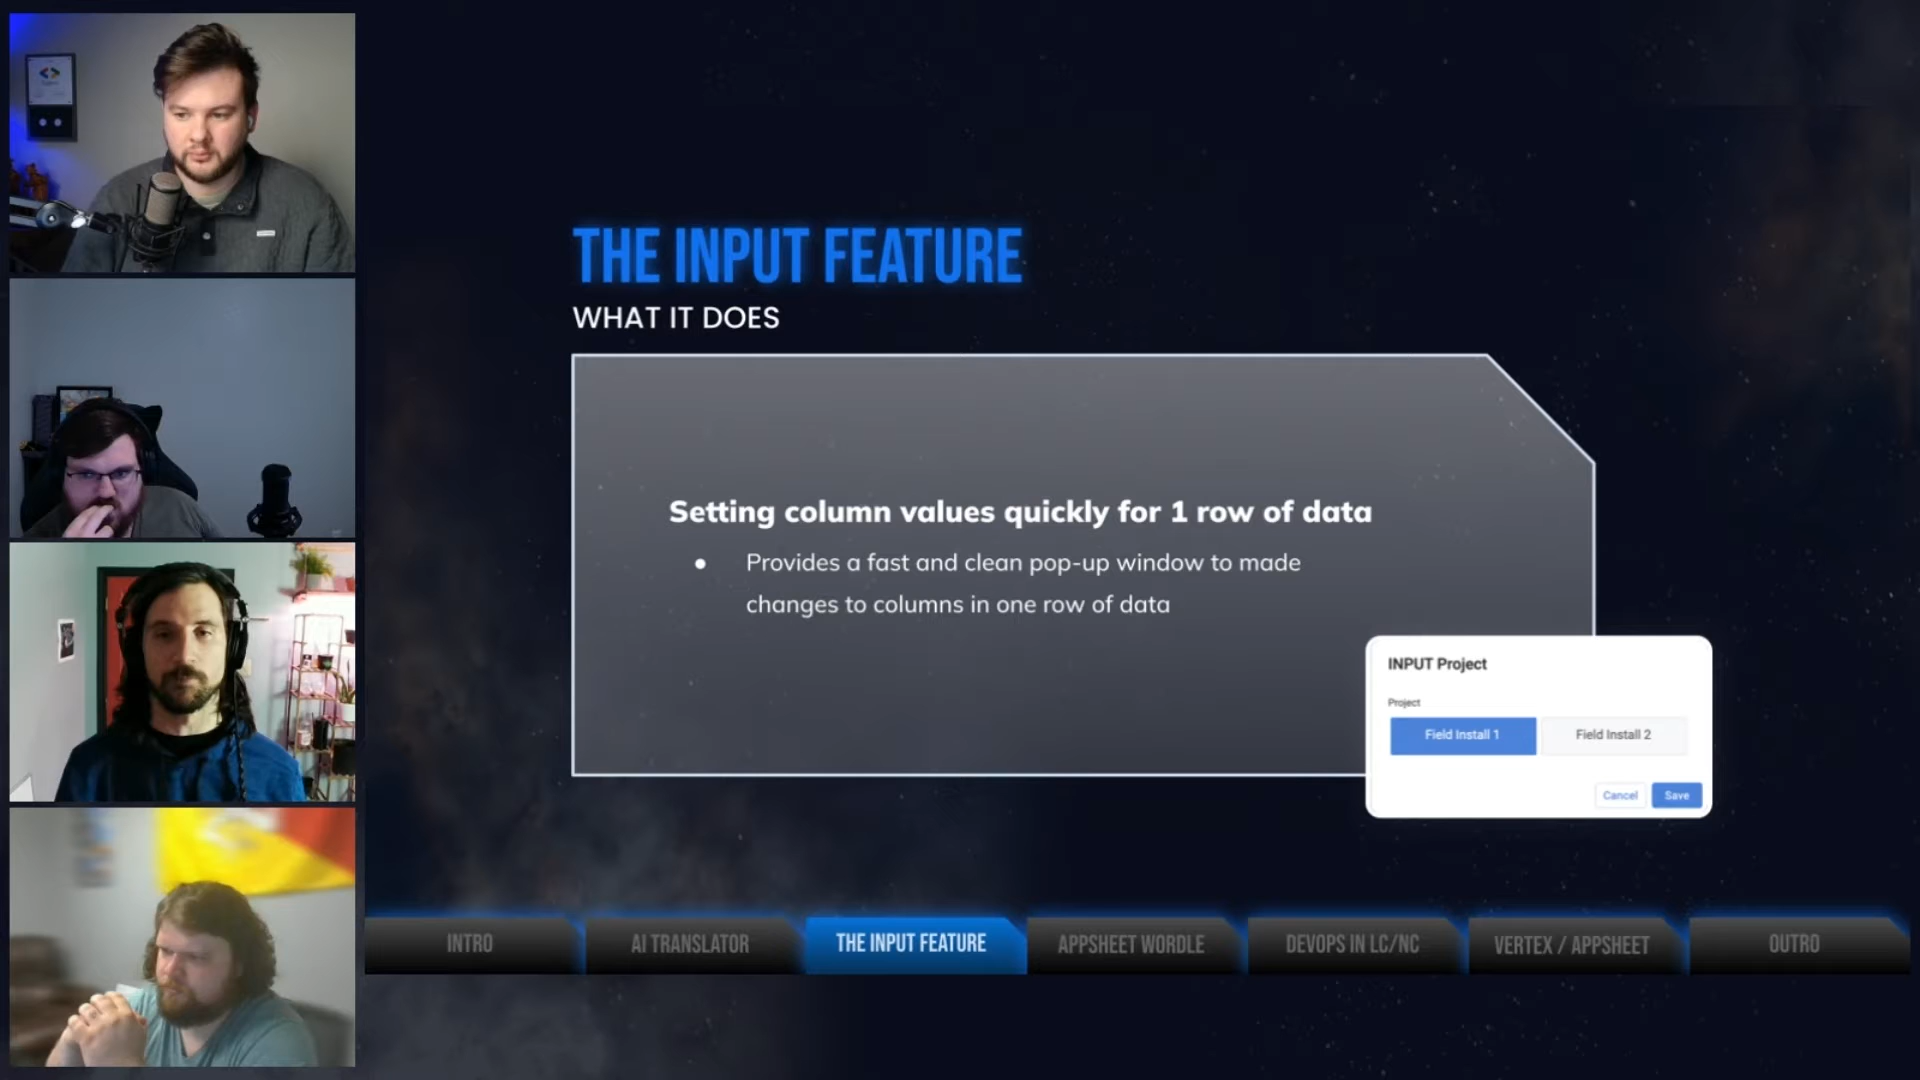 THE INPUT FEATURE
WHAT IT DOES
Setting column values quickly for 1 row of data
● Provides a fast and clean pop-up window to made
changes to columns in one row of data
INPUT Project
Project
Field Install 1 Field Install 2
Cancel Save
INTRO AI TRANSLATOR THE INPUT FEATURE APPSHEET WORDLE DEVOPS IN LC/NC VERTEX / APPSHEET OUTRO